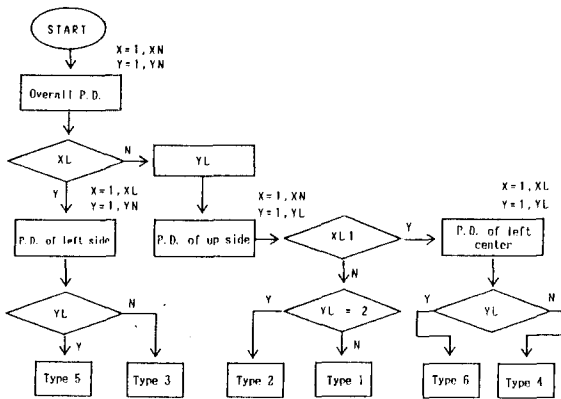 START
X=1, XN
Y=1, YN
Overall P.D.
XL
N
YL
Y
X=1, XL
Y=1, YN
X=1, XN
Y=1, YL
X=1, XL
Y=1, YL
P.D. of left side
P.D. of up side
XL1
Y
P.D. of left
center
N
YL
N
Y
Y
YL = 2
N
Y
YL
N
Type 5
Type 3
Type 2
Type 1
Type 6
Type 4